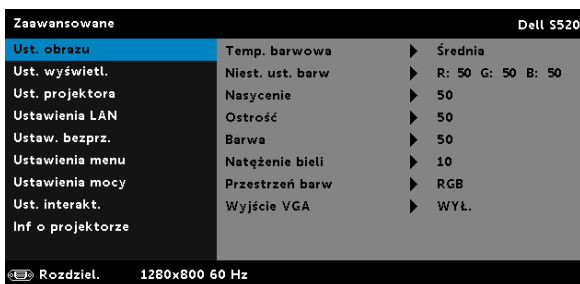 Zaawansowane Dell S520
Ust. obrazu Temp. barwowa Średnia
Ust. wyświetl. Niest. ust. barw R: 50 G: 50 B: 50
Ust. projektora Nasycenie 50
Ustawienia LAN Ostrość 50
Ustaw. bezprz. Barwa 50
Ustawienia menu Natężenie bieli 10
Ustawienia mocy Przestrzeń barw RGB
Ust. interakt. Wyjście VGA WYŁ.
Inf o projektorze
Rozdziel. 1280x800 60 Hz